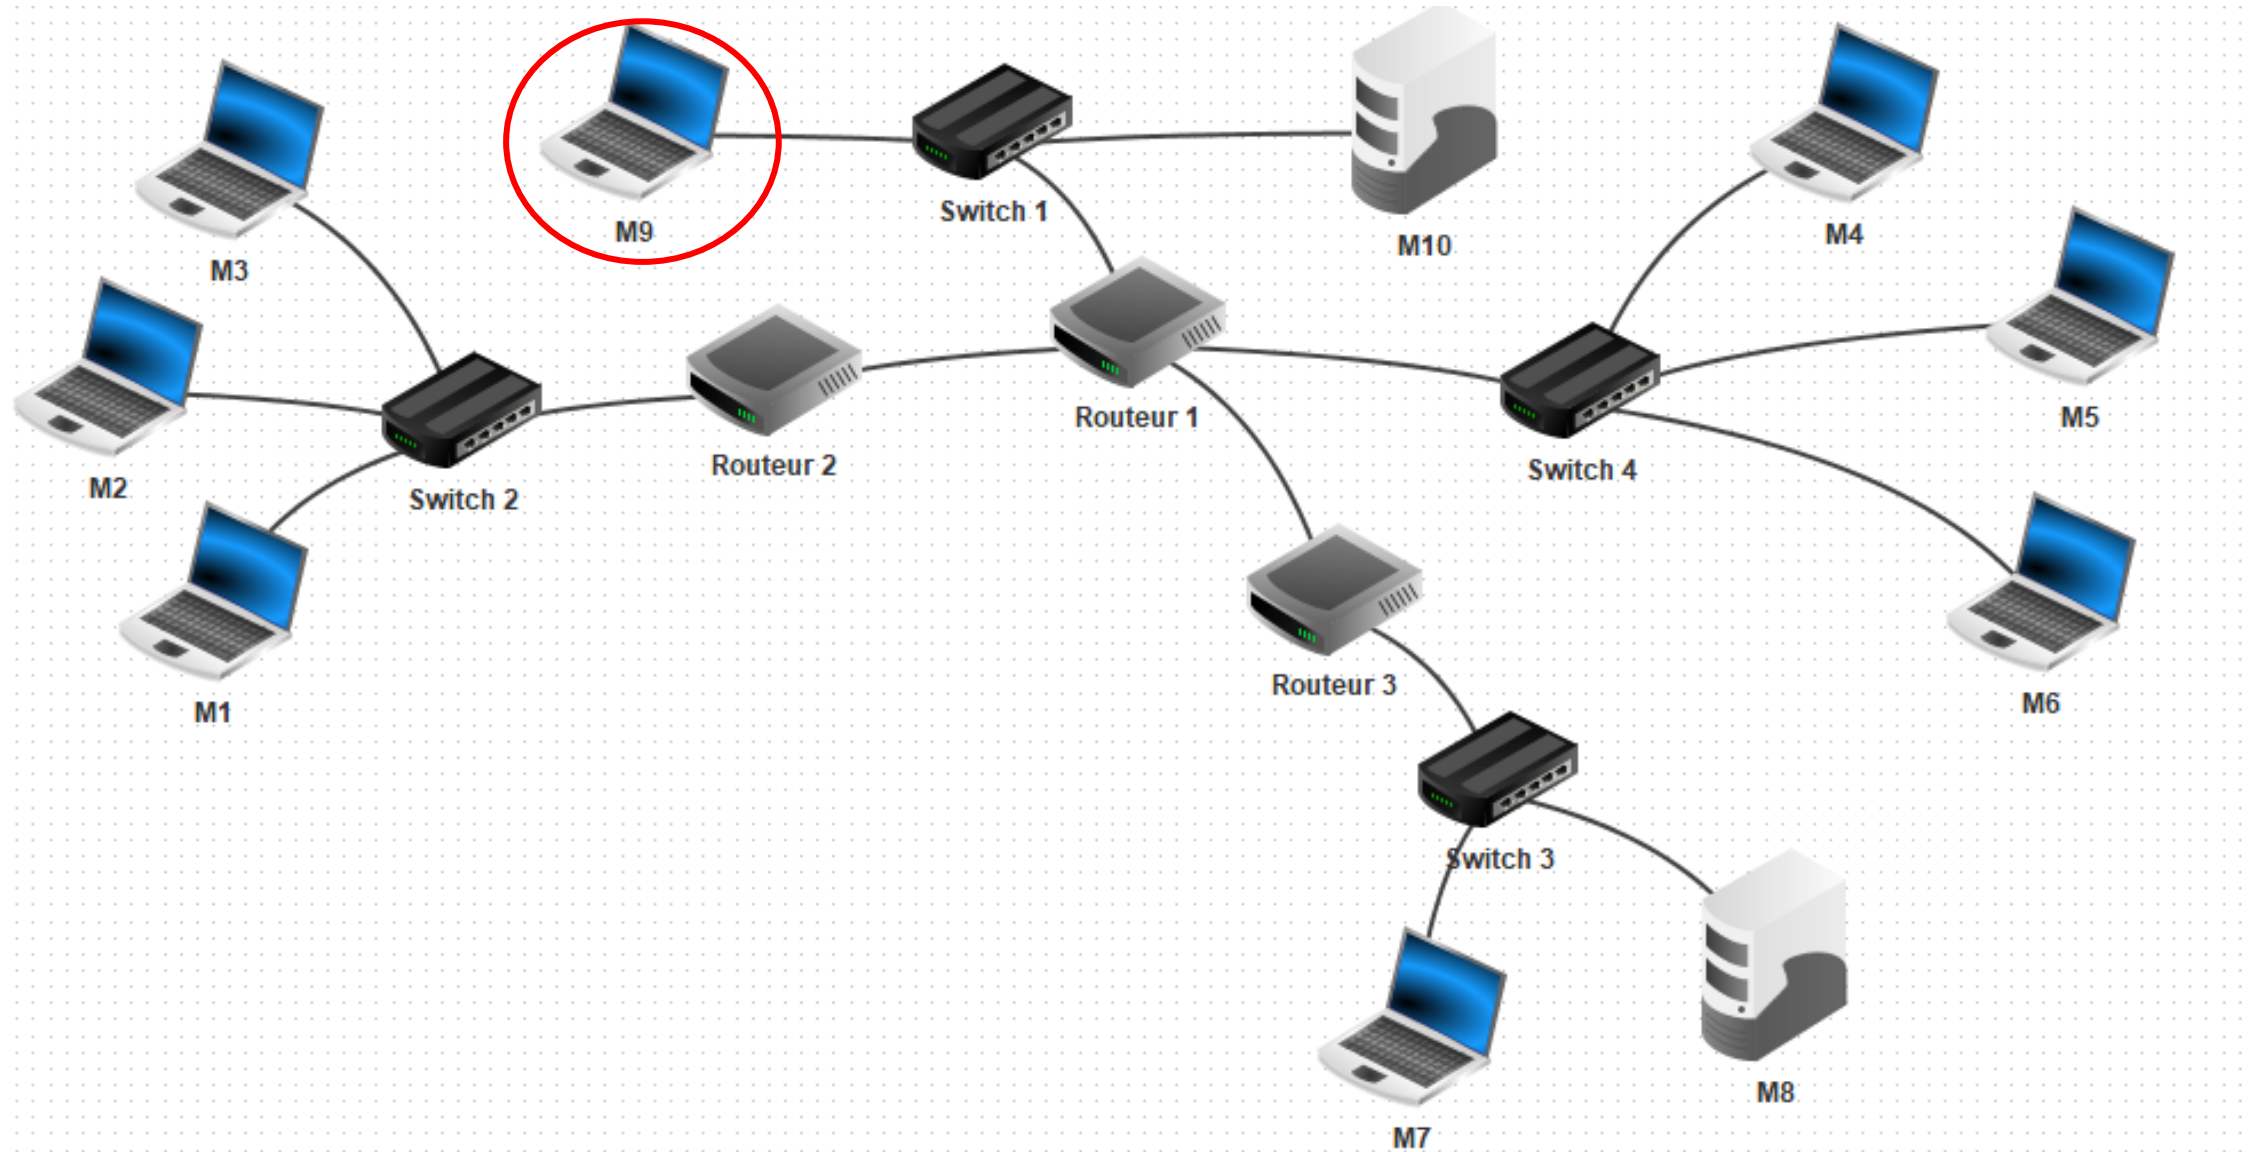 M3
M9
Switch 1
M10
M4
M2
Switch 2
Routeur 2
Routeur 1
Switch 4
M5
M1
Routeur 3
M6
Switch 3
M7
M8